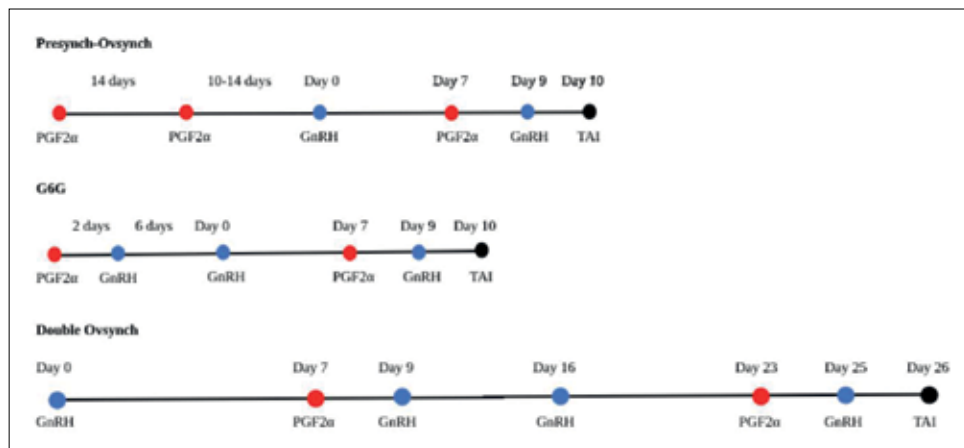 Presynch-Ovsynch
14 days 10-14 days Day 0 Day 7 Day 9 Day 10
PGF2α PGF2α GnRH PGF2α GnRH TAI
G6G
2 days 6 days Day 0 Day 7 Day 9 Day 10
PGF2α GnRH GnRH PGF2α GnRH TAI
Double Ovsynch
Day 0 Day 7 Day 9 Day 16 Day 23 Day 25 Day 26
GnRH PGF2α GnRH GnRH PGF2α GnRH TAI